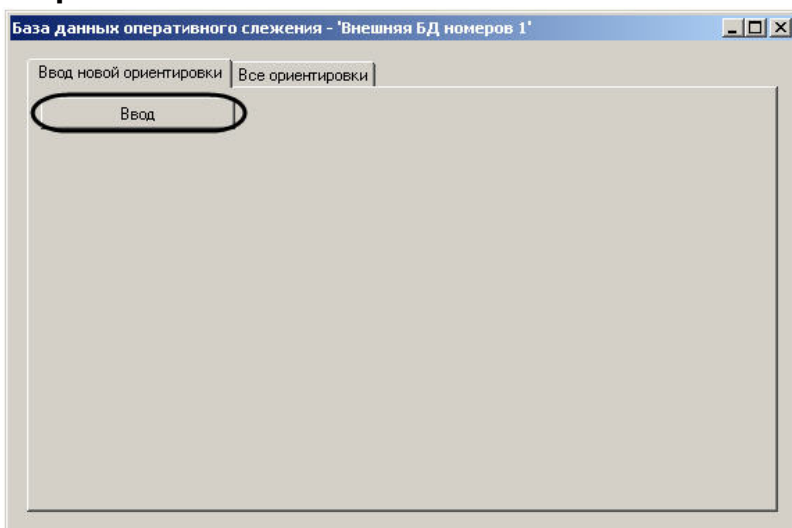 База данных оперативного слежения - 'Внешняя БД номеров 1'
Ввод новой ориентировки Все ориентировки
Ввод